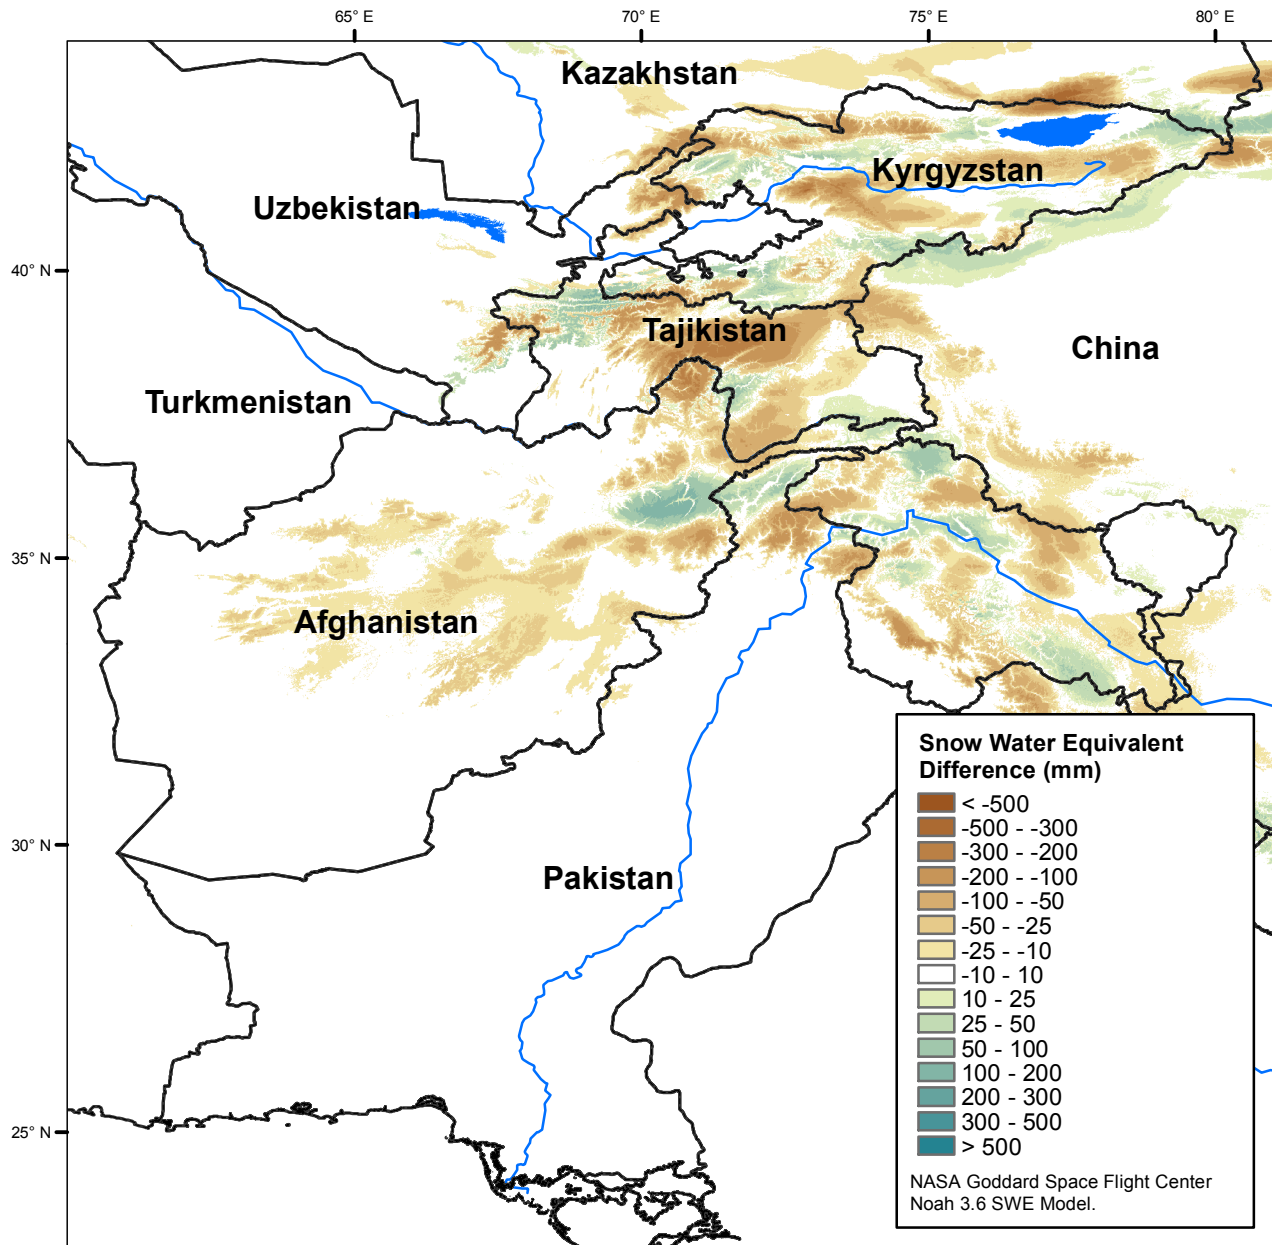 65° E
70° E
75° E
80° E
Kazakhstan
Kyrgyzstan
Uzbekistan
40° N
Tajikistan
China
Turkmenistan
35° N
Afghanistan
Snow Water Equivalent
Difference (mm)
< -500
-500 - -300
-300 - -200
-200 - -100
-100 - -50
-50 - -25
-25 - -10
-10 - 10
10 - 25
25 - 50
50 - 100
100 - 200
200 - 300
300 - 500
> 500
NASA Goddard Space Flight Center
Noah 3.6 SWE Model.
30° N
Pakistan
25° N